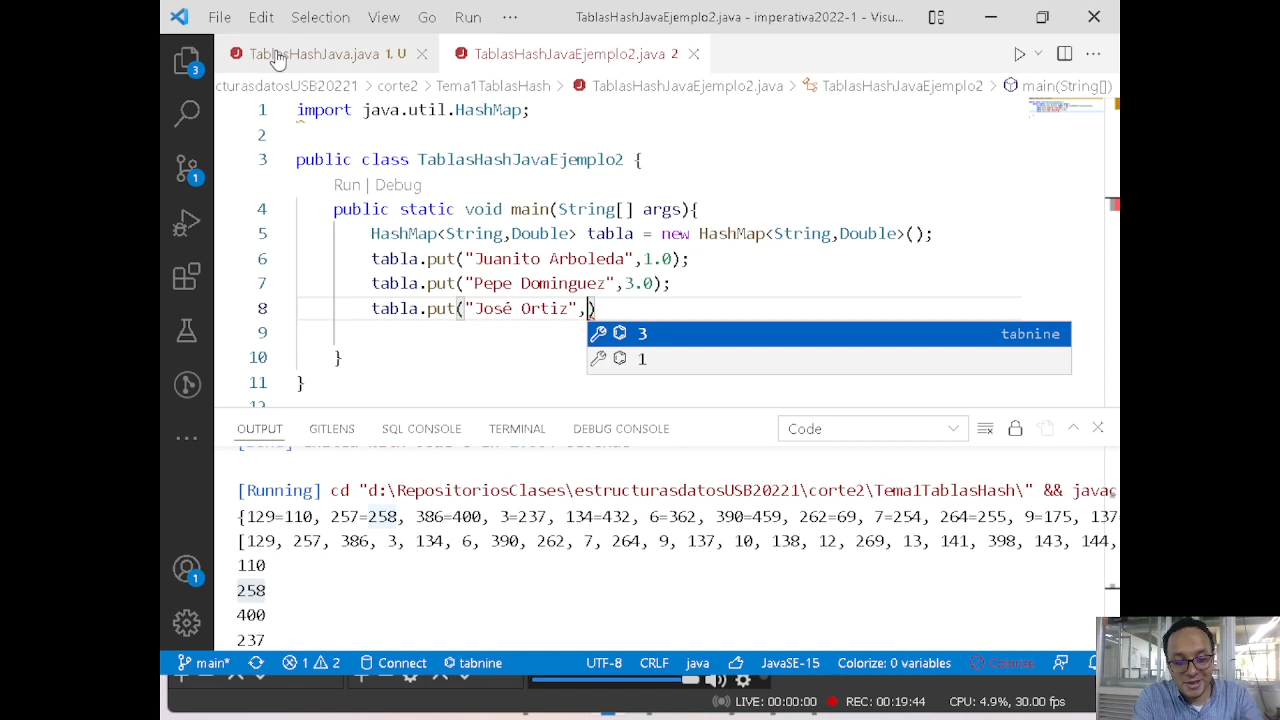 File Edit Selection View Go Run ··· TablasHashJavaEjemplo2.java - imperativa2022-1 - Visu...
TablasHashJava.java 1, U TablasHashJavaEjemplo2.java 2
cturasdatosUSB20221 > corte2 > Tema1TablasHash > TablasHashJavaEjemplo2.java > TablasHashJavaEjemplo2 > main(String[])
3
1 import java.util.HashMap;
2
3 public class TablasHashJavaEjemplo2 {
Run | Debug
1
4 public static void main(String[] args){
5 HashMap<String,Double> tabla = new HashMap<String,Double>();
6 tabla.put("Juanito Arboleda",1.0);
7 tabla.put("Pepe Dominguez",3.0);
8 tabla.put("José Ortiz",)
9
3 tabnine
10 }
1
11 }
12
OUTPUT GITLENS SQL CONSOLE TERMINAL DEBUG CONSOLE Code
[Running] cd "d:\RepositoriosClases\estructurasdatosUSB20221\corte2\Tema1TablasHash\" && javac
{129=110, 257=258, 386=400, 3=237, 134=432, 6=362, 390=459, 262=69, 7=254, 264=255, 9=175, 137=
[129, 257, 386, 3, 134, 6, 390, 262, 7, 264, 9, 137, 10, 138, 12, 269, 13, 141, 398, 143, 144,
110
1
258
400
237
main* 1 2 Connect tabnine UTF-8 CRLF java JavaSE-15 Colorize: 0 variables Colorize
LIVE: 00:00:00 REC: 00:19:44 CPU: 4.9%, 30.00 fps